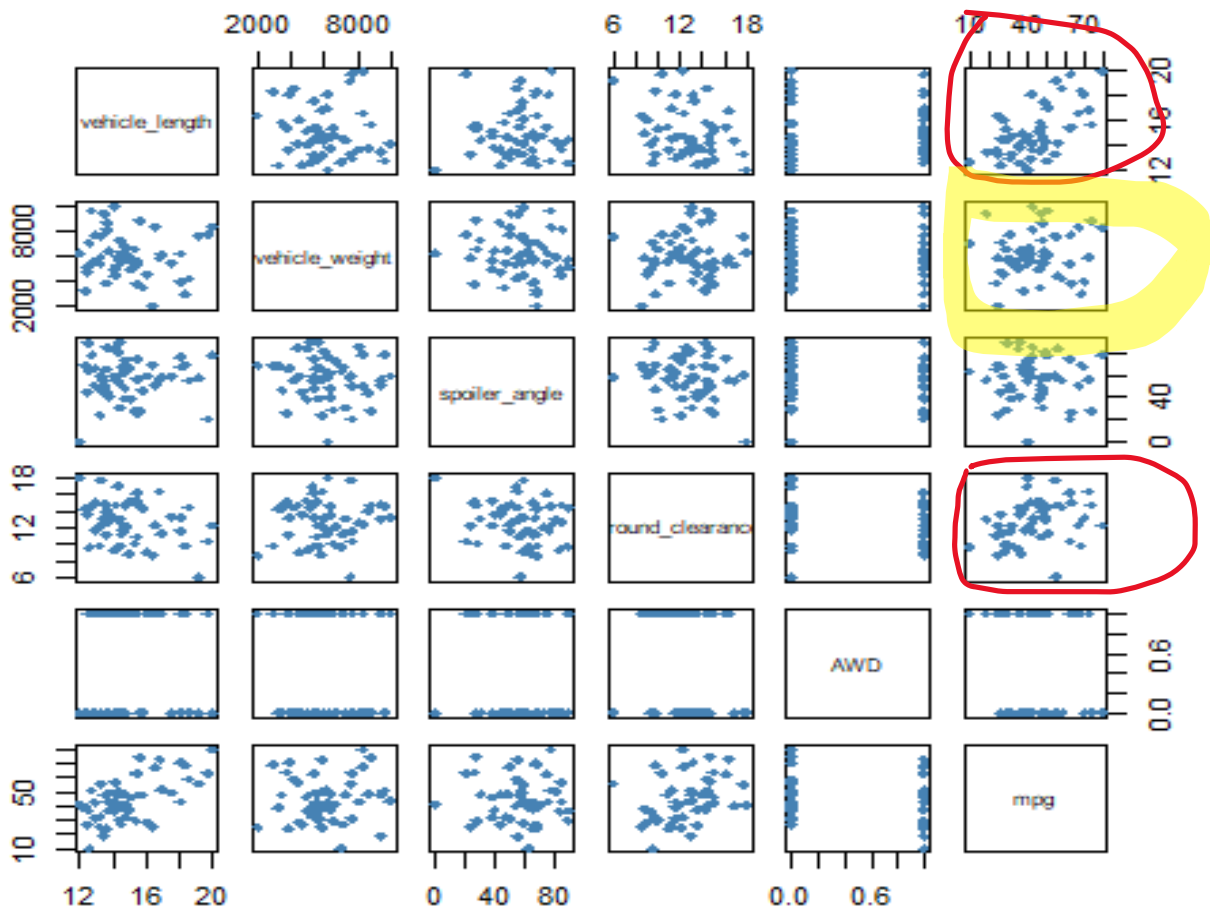 2000 8000 6 12 18 10 40 70
vehicle_length 12 16 20
2000 8000 vehicle_weight
spoiler_angle 0 40
6 12 18 round_clearanc
AWD 0.0 0.6
10 50 mpg
12 16 20 0 40 80 0.0 0.6